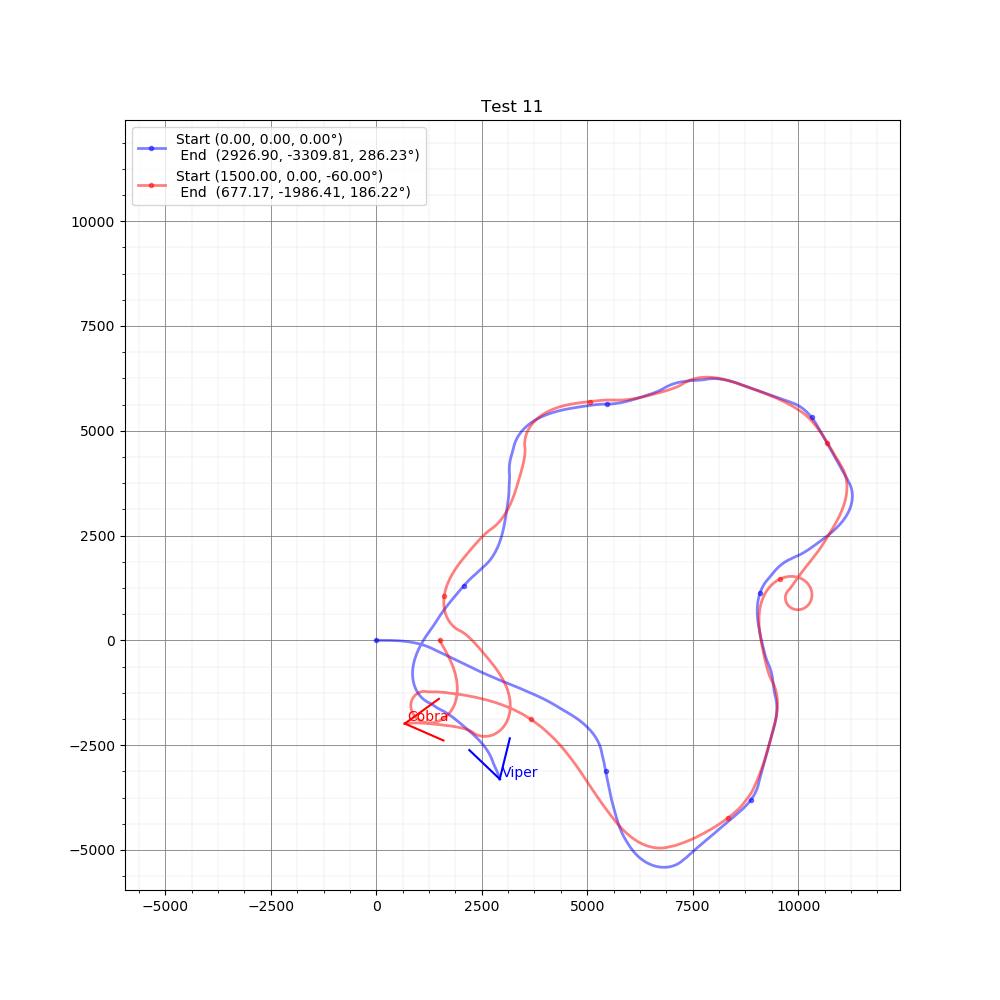 Test 11
Start (0.00, 0.00, 0.00°)
End (2926.90, -3309.81, 286.23°)
Start (1500.00, 0.00, -60.00°)
End (677.17, -1986.41, 186.22°)
10000
7500
5000
2500
0
−2500
−5000
Cobra
Viper
−5000 −2500 0 2500 5000 7500 10000